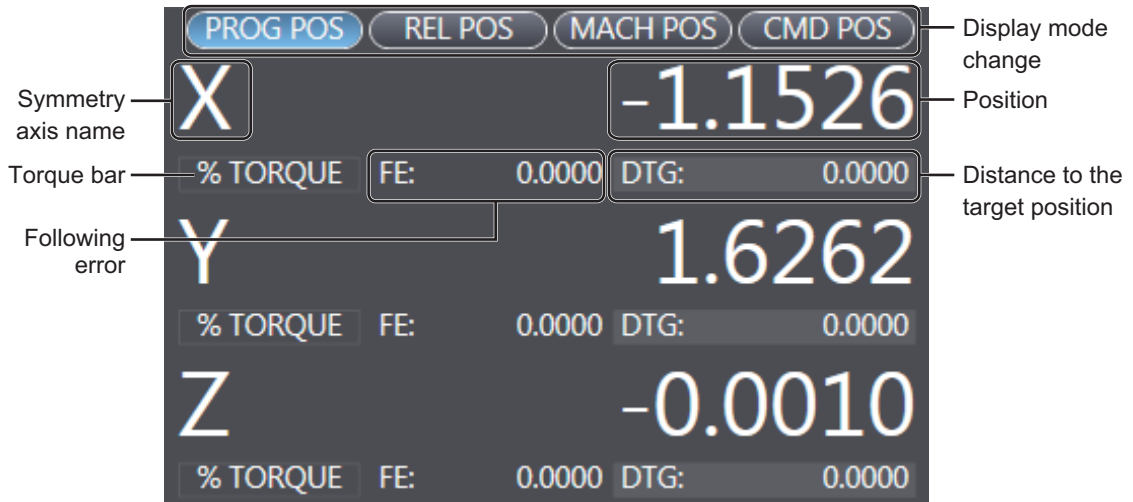 PROG POS REL POS MACH POS CMD POS
Display mode
change
X -1.1526
Symmetry
axis name
Position
Torque bar
% TORQUE FE: 0.0000 DTG: 0.0000
Distance to the
target position
Following
error
Y 1.6262
% TORQUE FE: 0.0000 DTG: 0.0000
Z -0.0010
% TORQUE FE: 0.0000 DTG: 0.0000